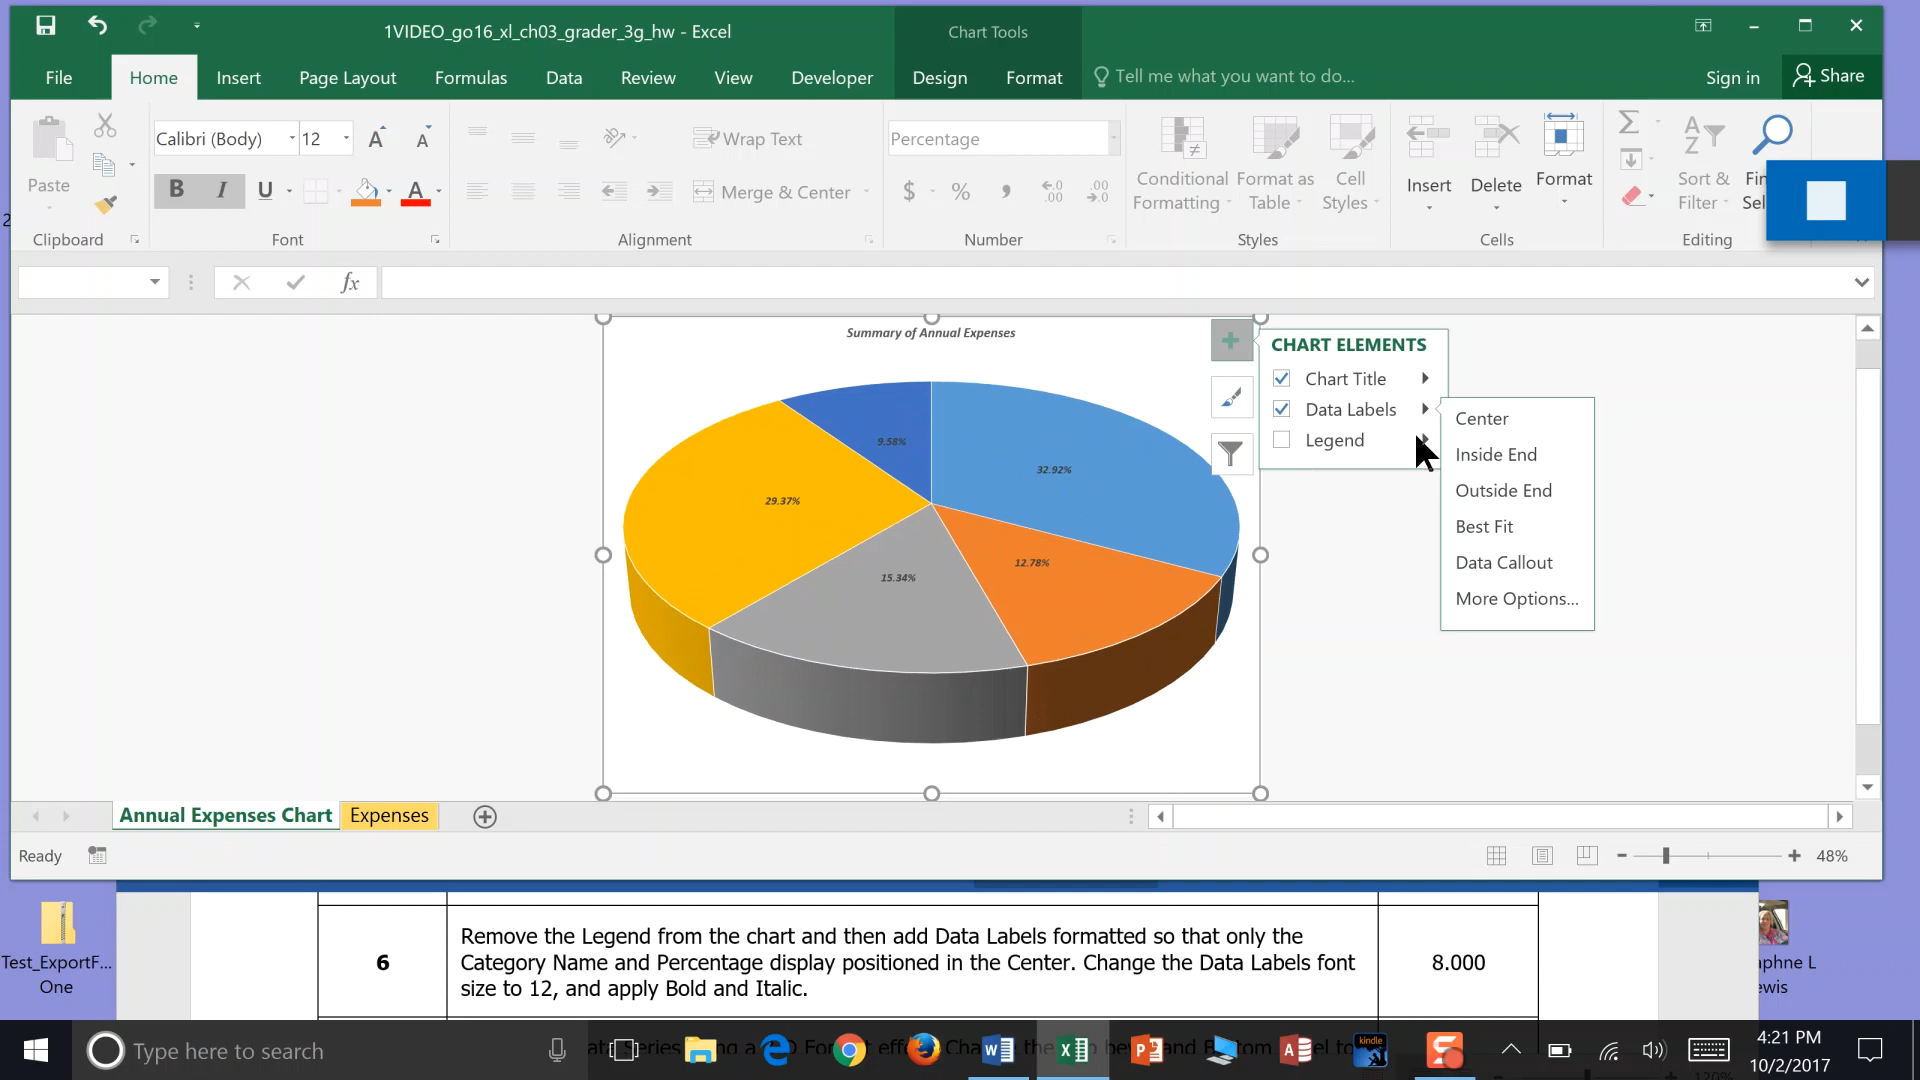 1VIDEO_go16_xl_ch03_grader_3g_hw - Excel
Chart Tools
File Home Insert Page Layout Formulas Data Review View Developer Design Format Tell me what you want to do... Sign in Share
Calibri (Body) 12 Wrap Text Percentage
Paste B I U A Merge & Center $ % Conditional Formatting Format as Table Cell Styles Insert Delete Format Sort & Filter
Clipboard Font Alignment Number Styles Cells Editing
fx
Summary of Annual Expenses
CHART ELEMENTS
Chart Title
Data Labels
Legend
Center
Inside End
Outside End
Best Fit
Data Callout
More Options...
9.58%
32.92%
29.37%
12.78%
15.34%
Annual Expenses Chart Expenses
Ready 48%
6
Remove the Legend from the chart and then add Data Labels formatted so that only the
Category Name and Percentage display positioned in the Center. Change the Data Labels font
size to 12, and apply Bold and Italic.
8.000
Test_ExportF...
One
aphne L
ewis
Type here to search
kindle
4:21 PM
10/2/2017